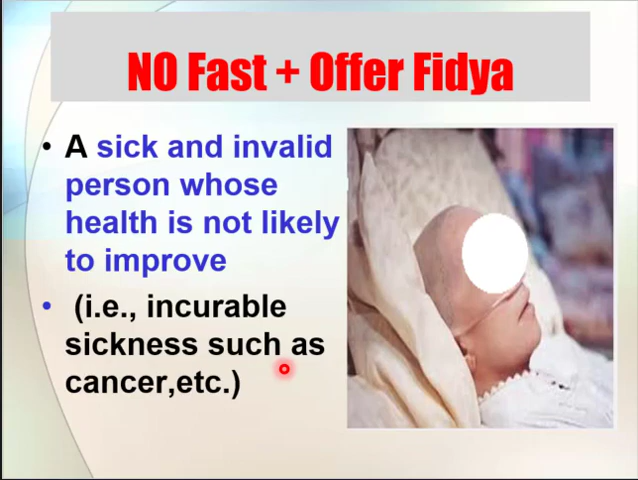 NO Fast + Offer Fidya
• A sick and invalid
person whose
health is not likely
to improve
• (i.e., incurable
sickness such as
cancer,etc.)